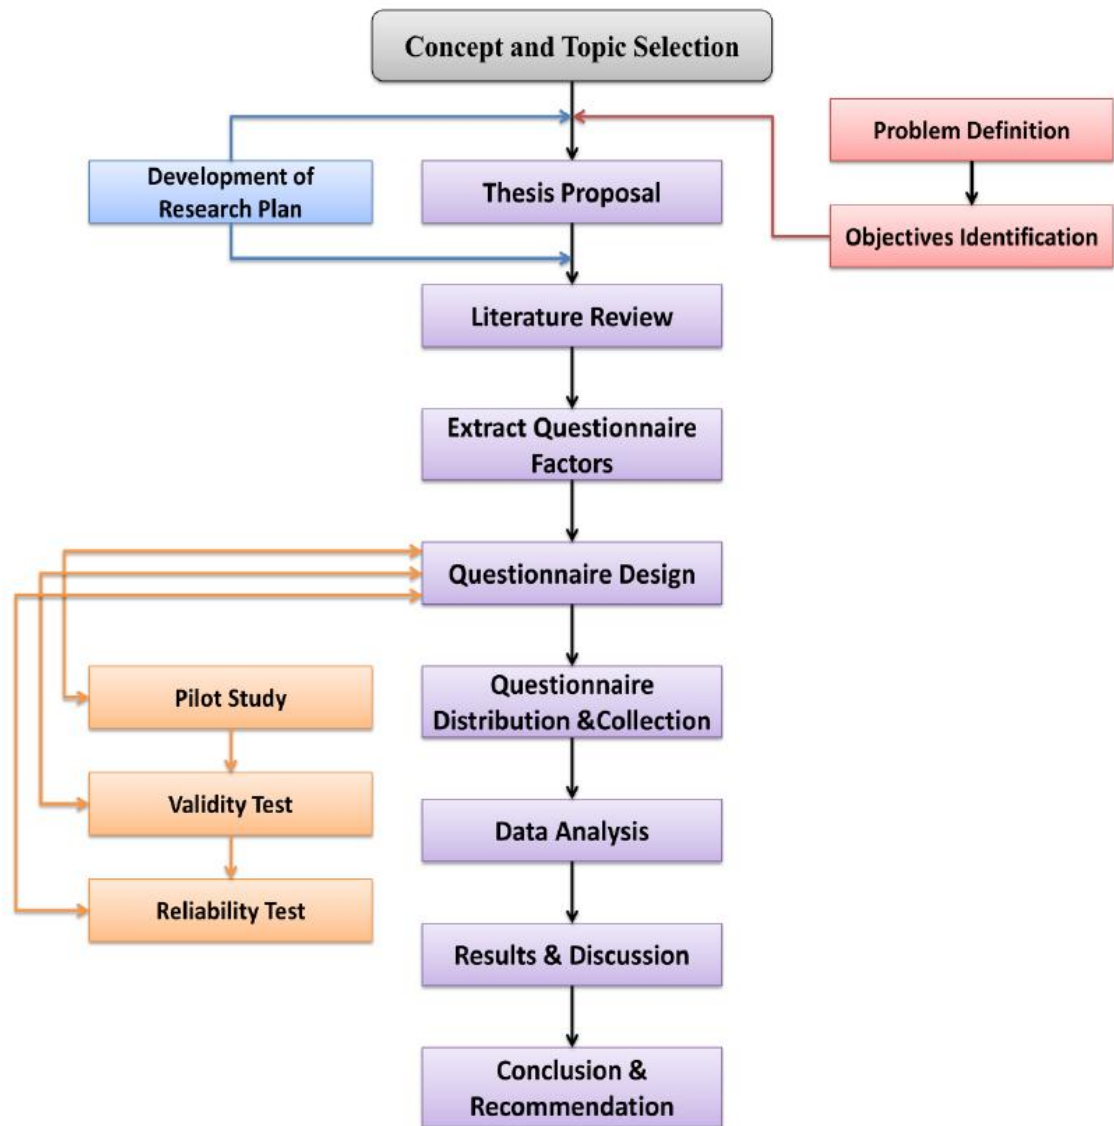 Concept and Topic Selection
Problem Definition
Development of
Research Plan
Thesis Proposal
Objectives Identification
Literature Review
Extract Questionnaire
Factors
Questionnaire Design
Pilot Study
Questionnaire
Distribution &Collection
Validity Test
Data Analysis
Reliability Test
Results & Discussion
Conclusion &
Recommendation